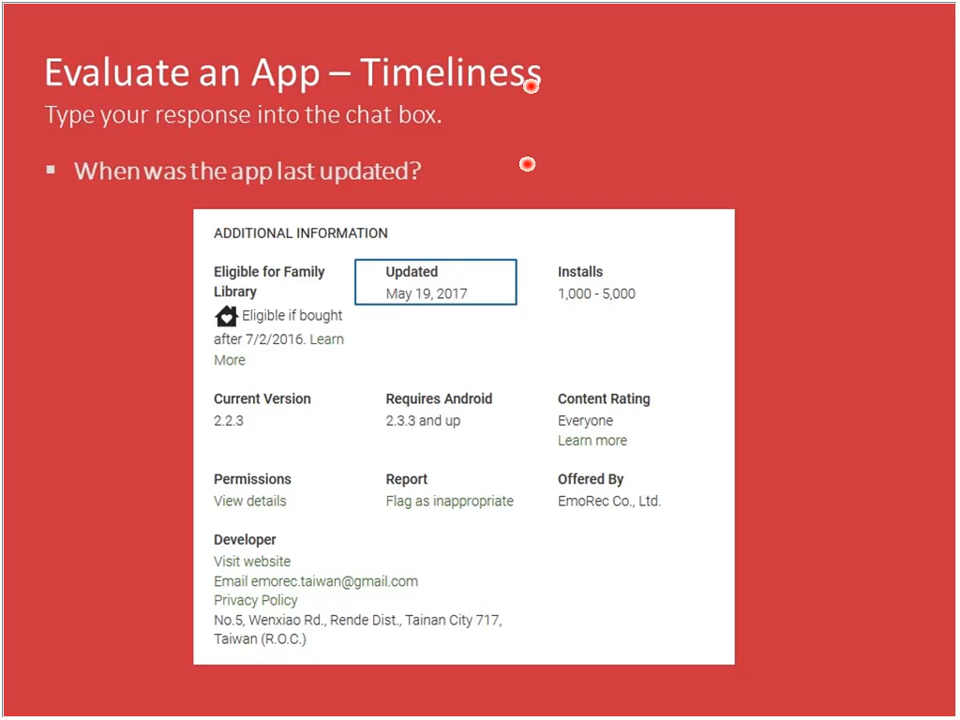 Evaluate an App – Timeliness
Type your response into the chat box.
▪ When was the app last updated?
ADDITIONAL INFORMATION
Eligible for Family
Library
Eligible if bought
after 7/2/2016. Learn
More
Updated
May 19, 2017
Installs
1,000 - 5,000
Current Version
2.2.3
Requires Android
2.3.3 and up
Content Rating
Everyone
Learn more
Permissions
View details
Report
Flag as inappropriate
Offered By
EmoRec Co., Ltd.
Developer
Visit website
Email emorec.taiwan@gmail.com
Privacy Policy
No.5, Wenxiao Rd., Rende Dist., Tainan City 717,
Taiwan (R.O.C.)